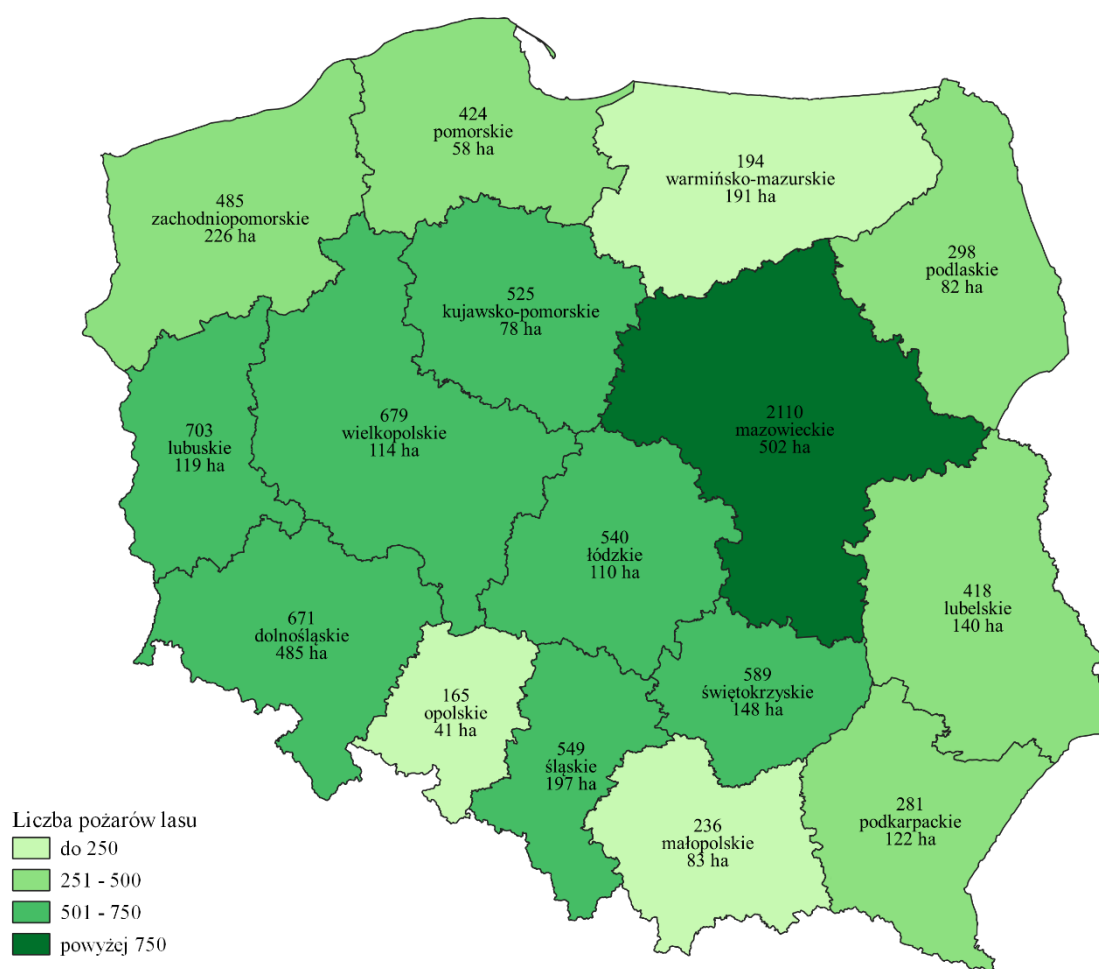 424
pomorskie
58 ha
194
warmińsko-mazurskie
191 ha
485
zachodniopomorskie
226 ha
298
podlaskie
82 ha
525
kujawsko-pomorskie
78 ha
2110
mazowieckie
502 ha
679
wielkopolskie
114 ha
703
lubuskie
119 ha
540
łódzkie
110 ha
418
lubelskie
140 ha
671
dolnośląskie
485 ha
589
świętokrzyskie
148 ha
165
opolskie
41 ha
549
śląskie
197 ha
281
podkarpackie
122 ha
236
małopolskie
83 ha
Liczba pożarów lasu
do 250
251 - 500
501 - 750
powyżej 750